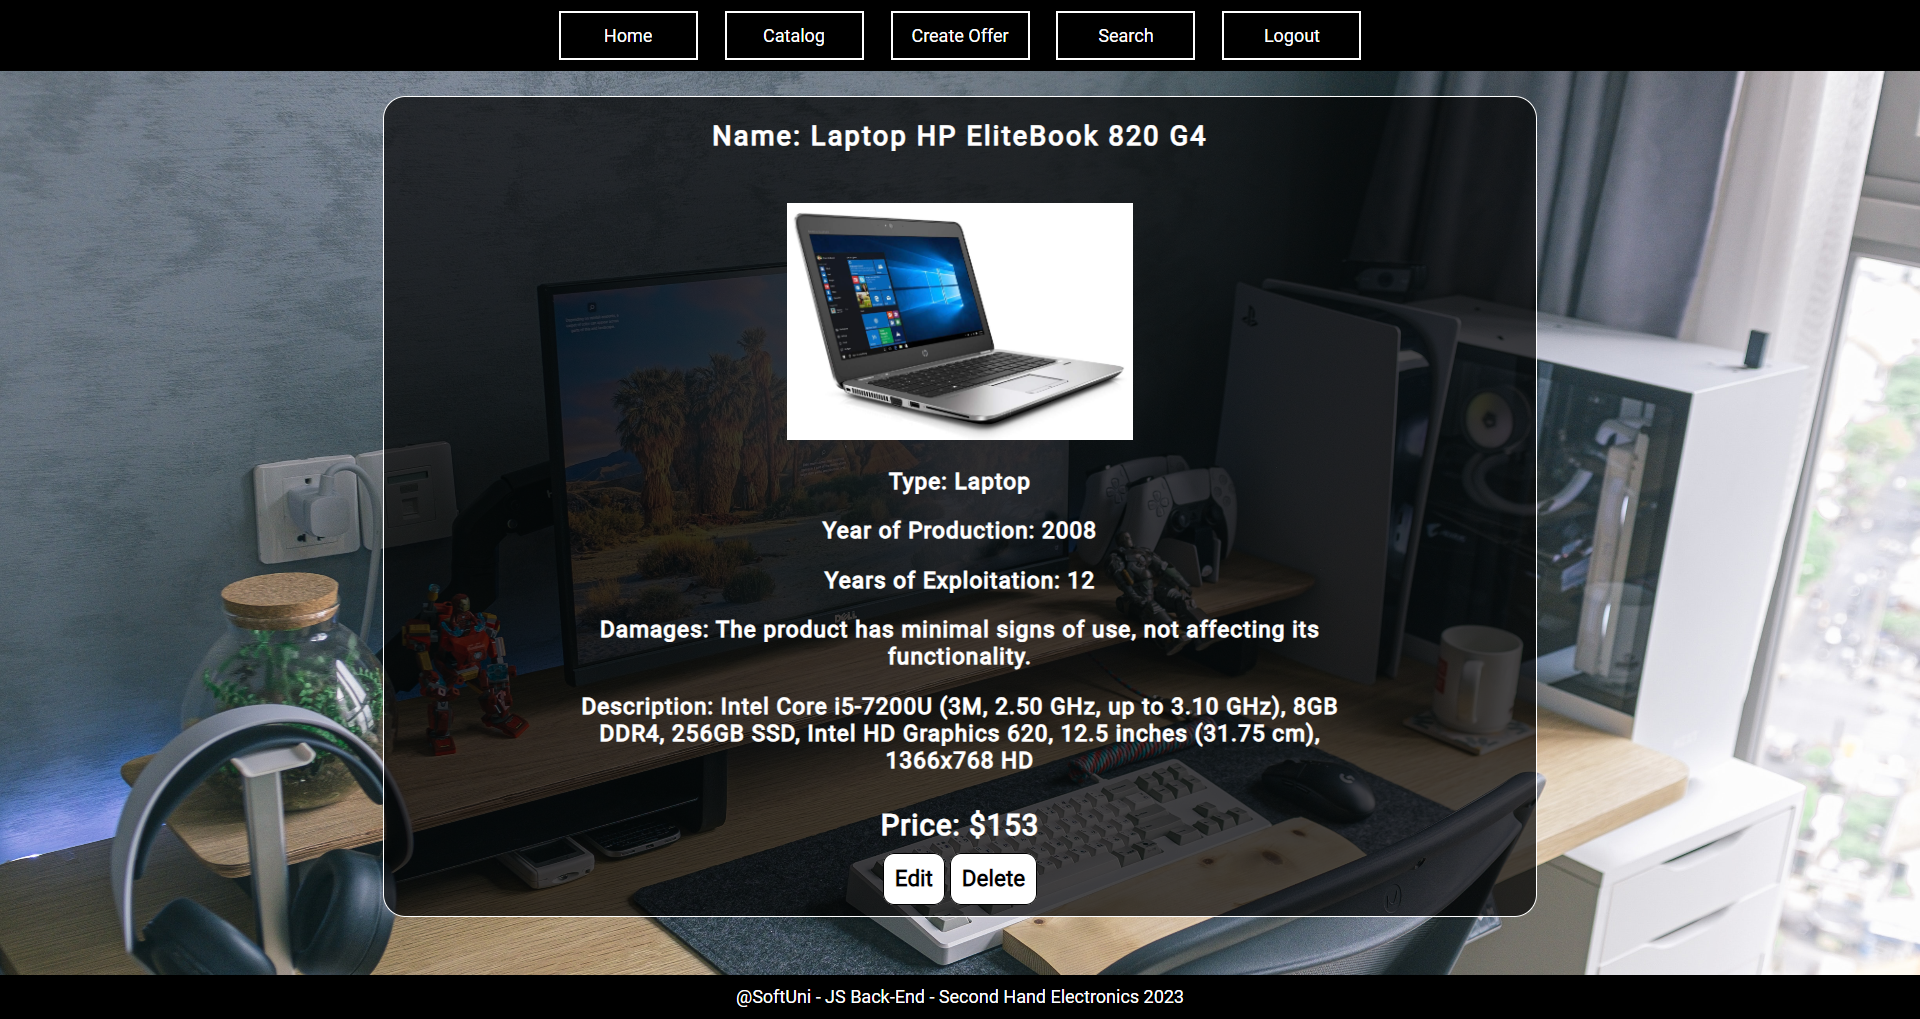 Home
Catalog
Create Offer
Search
Logout
Name: Laptop HP EliteBook 820 G4
Type: Laptop
Year of Production: 2008
Years of Exploitation: 12
Damages: The product has minimal signs of use, not affecting its
functionality.
Description: Intel Core i5-7200U (3M, 2.50 GHz, up to 3.10 GHz), 8GB
DDR4, 256GB SSD, Intel HD Graphics 620, 12.5 inches (31.75 cm),
1366x768 HD
Price: $153
Edit
Delete
@SoftUni - JS Back-End - Second Hand Electronics 2023